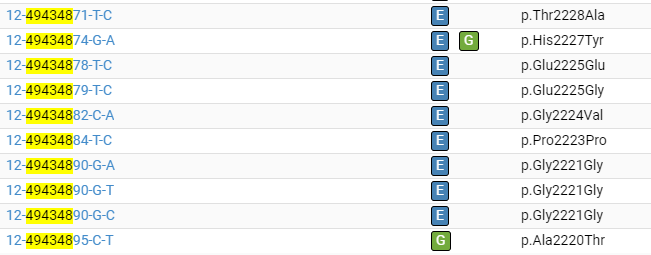 12-49434871-T-C E p.Thr2228Ala
12-49434874-G-A E G p.His2227Tyr
12-49434878-T-C E p.Glu2225Glu
12-49434879-T-C E p.Glu2225Gly
12-49434882-C-A E p.Gly2224Val
12-49434884-T-C E p.Pro2223Pro
12-49434890-G-A E p.Gly2221Gly
12-49434890-G-T E p.Gly2221Gly
12-49434890-G-C E p.Gly2221Gly
12-49434895-C-T G p.Ala2220Thr